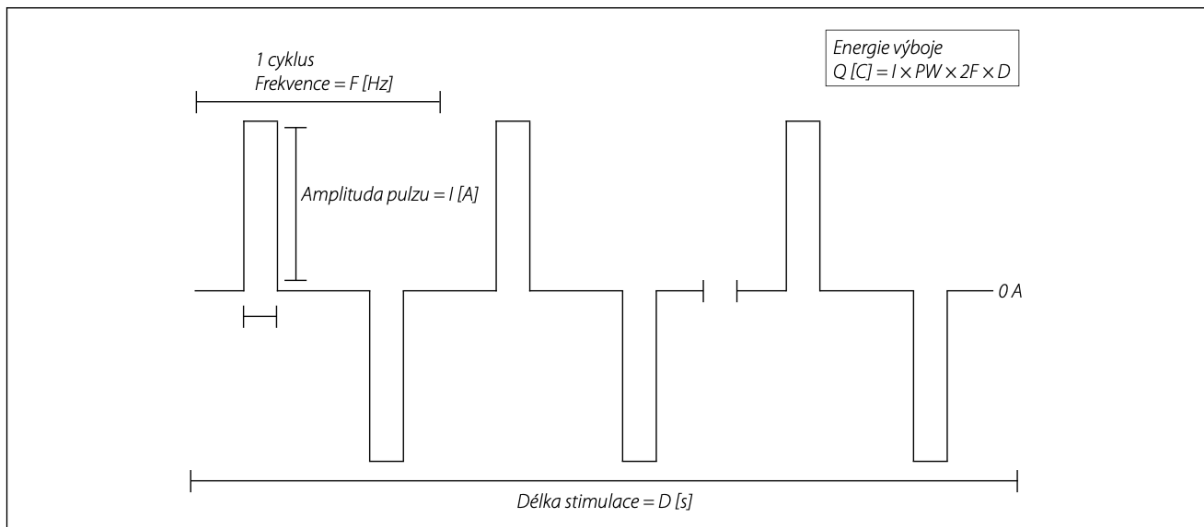 1 cyklus
Frekvence = F [Hz]
Energie výboje
Q [C] = I × PW × 2F × D
Amplituda pulzu = I [A]
0 A
Délka stimulace = D [s]